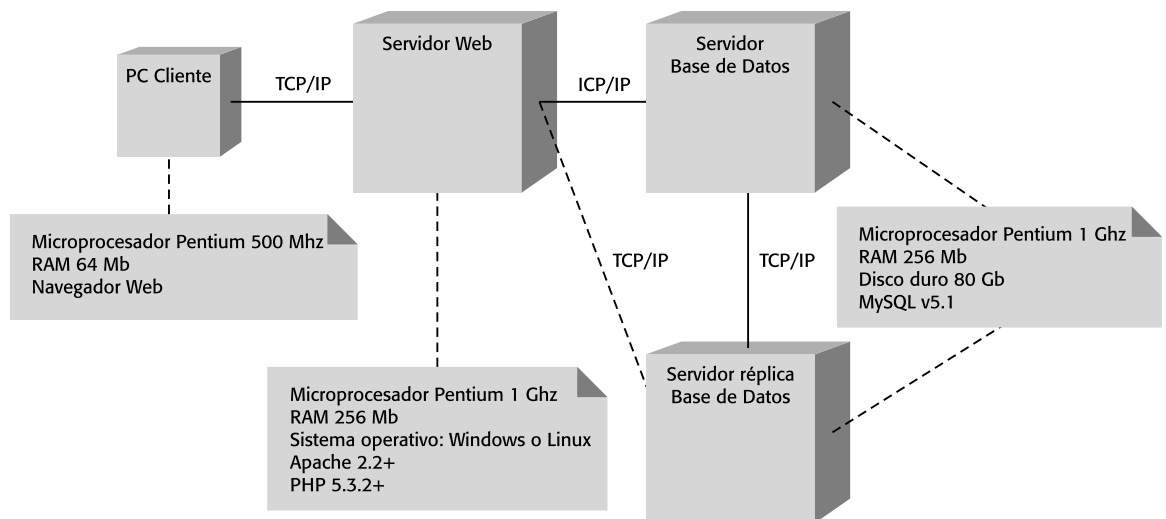 PC Cliente
TCP/IP
Servidor Web
ICP/IP
Servidor
Base de Datos
Microprocesador Pentium 500 Mhz
RAM 64 Mb
Navegador Web
TCP/IP
TCP/IP
Microprocesador Pentium 1 Ghz
RAM 256 Mb
Disco duro 80 Gb
MySQL v5.1
Microprocesador Pentium 1 Ghz
RAM 256 Mb
Sistema operativo: Windows o Linux
Apache 2.2+
PHP 5.3.2+
Servidor réplica
Base de Datos